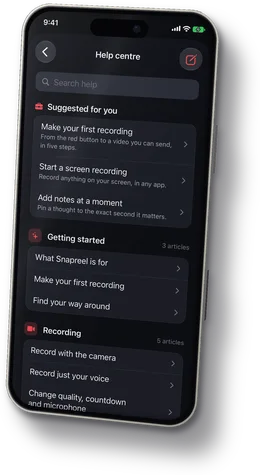 9:41
Help centre
Search help
Suggested for you
Make your first recording
From the red button to a video you can send,
in five steps.
Start a screen recording
Record anything on your screen, in any app.
Add notes at a moment
Pin a thought to the exact second it matters.
Getting started
3 articles
What Snapreel is for
Make your first recording
Find your way around
Recording
5 articles
Record with the camera
Record just your voice
Change quality, countdown
and microphone